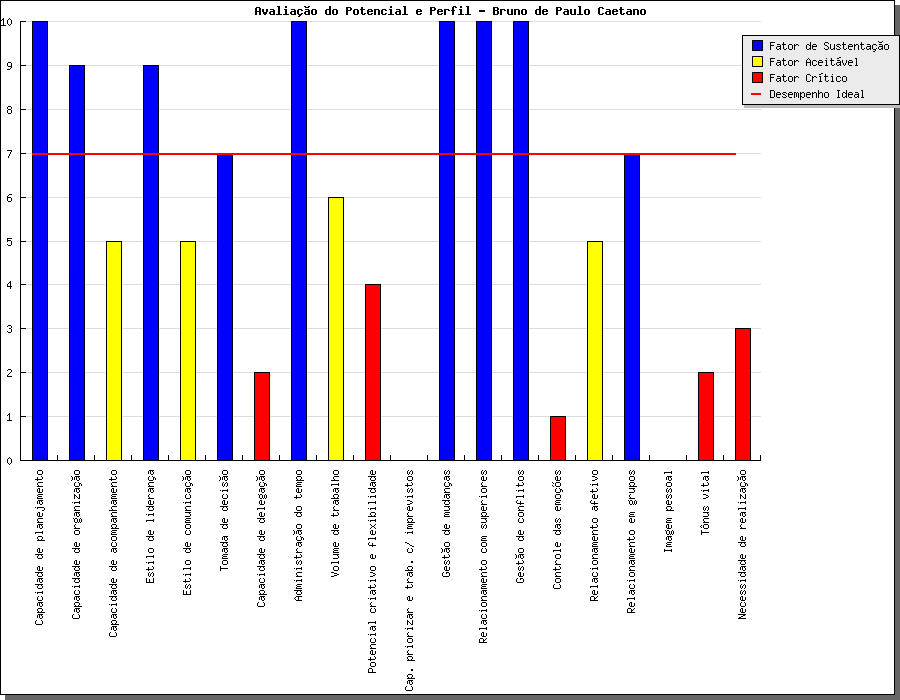 Avaliação do Potencial e Perfil - Bruno de Paulo Caetano
Fator de Sustentação
Fator Aceitável
Fator Crítico
Desempenho Ideal
10
9
8
7
6
5
4
3
2
1
0
Capacidade de planejamento
Capacidade de organização
Capacidade de acompanhamento
Estilo de liderança
Estilo de comunicação
Tomada de decisão
Capacidade de delegação
Administração do tempo
Volume de trabalho
Potencial criativo e flexibilidade
Cap. priorizar e trab. c/ imprevistos
Gestão de mudanças
Relacionamento com superiores
Gestão de conflitos
Controle das emoções
Relacionamento afetivo
Relacionamento em grupos
Imagem pessoal
Tônus vital
Necessidade de realização